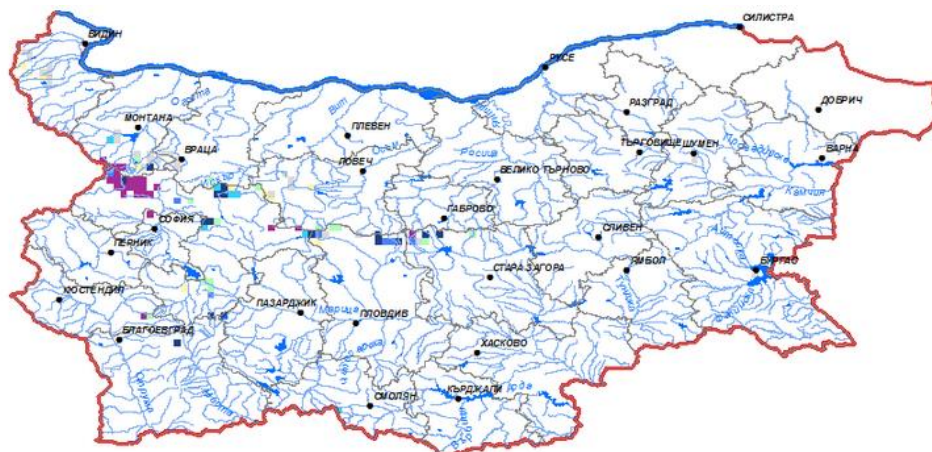 СИЛИСТРА
ВИДИН
РУСЕ
РАЗГРАД
ДОБРИЧ
Огоста
Вит
МОНТАНА
ПЛЕВЕН
ТЪРГОВИЩЕ
ШУМЕН
ВРАЦА
Росица
ВАРНА
ЛОВЕЧ
ВЕЛИКО ТЪРНОВО
Камчия
ГАБРОВО
СОФИЯ
СЛИВЕН
ПЕРНИК
СТАРА ЗАГОРА
ЯМБОЛ
БУРГАС
КЮСТЕНДИЛ
ПАЗАРДЖИК
Марица
ПЛОВДИВ
БЛАГОЕВГРАД
ХАСКОВО
КЪРДЖАЛИ
СМОЛЯН